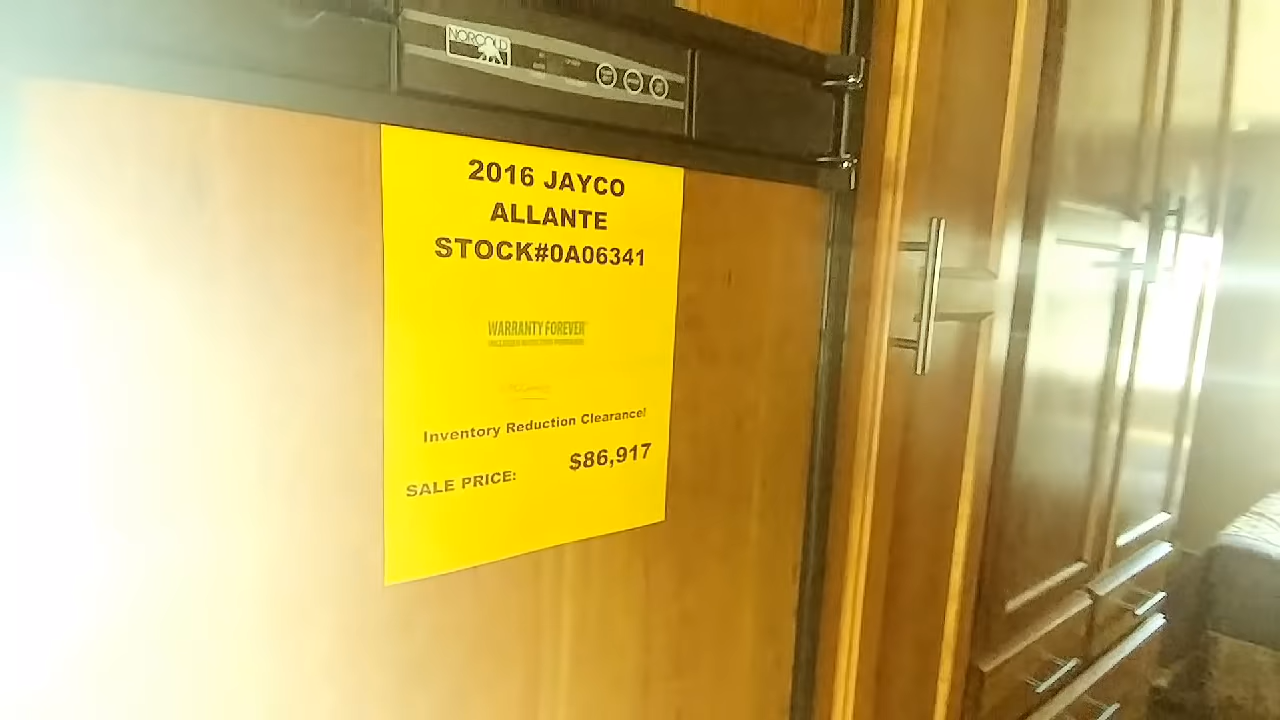 NORCOLD
2016 JAYCO
ALLANTE
STOCK#0A06341
WARRANTY FOREVER
Inventory Reduction Clearance!
$86,917
SALE PRICE: